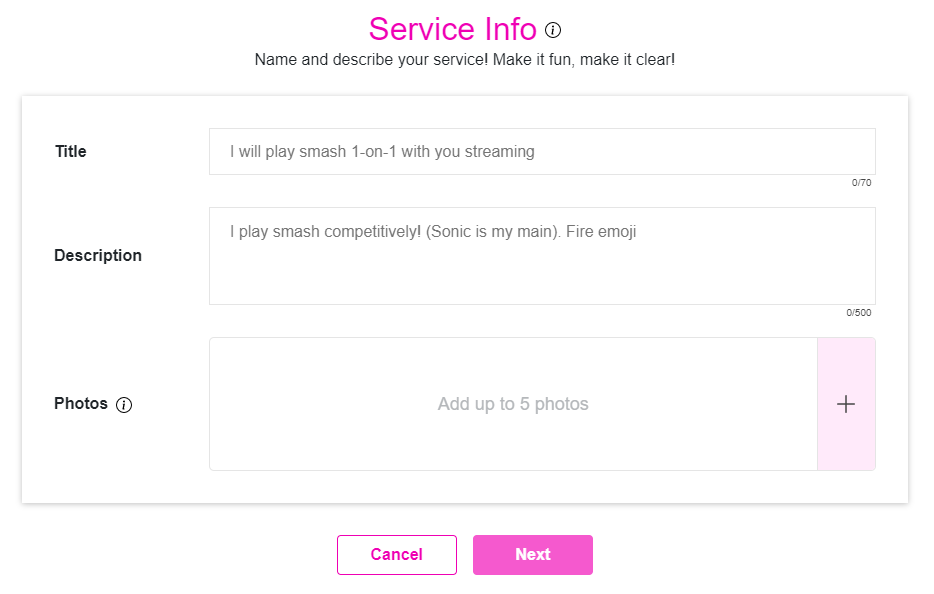 Service Info
Name and describe your service! Make it fun, make it clear!
Title
I will play smash 1-on-1 with you streaming
0/70
Description
I play smash competitively! (Sonic is my main). Fire emoji
0/500
Photos
Add up to 5 photos
Cancel
Next